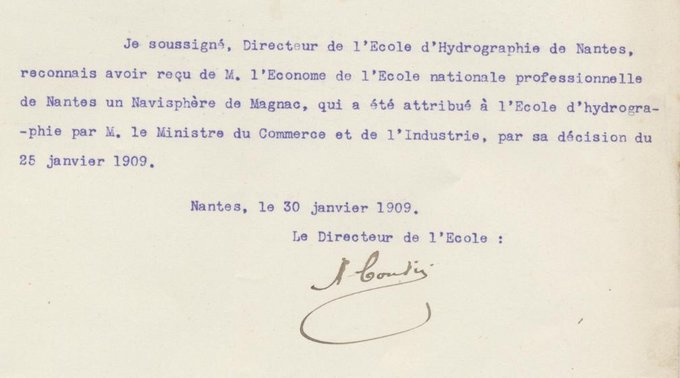 Je soussigné, Directeur de l'Ecole d'Hydrographie de Nantes,
reconnais avoir reçu de M. l'Econome de l'Ecole nationale professionnelle
de Nantes un Navisphère de Magnac, qui a été attribué à l'Ecole d'hydrogra-
-phie par M. le Ministre du Commerce et de l'Industrie, par sa décision du
25 janvier 1909.
Nantes, le 30 janvier 1909.
Le Directeur de l'Ecole :